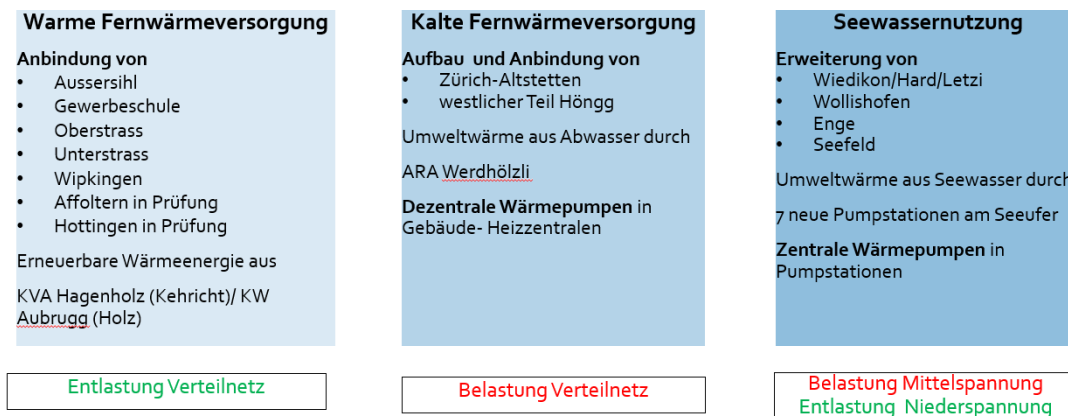 Warme Fernwärmeversorgung
Anbindung von
• Aussersihl
• Gewerbeschule
• Oberstrass
• Unterstrass
• Wipkingen
• Affoltern in Prüfung
• Hottingen in Prüfung
Erneuerbare Wärmeenergie aus
KVA Hagenholz (Kehricht)/ KW
Aubrugg (Holz)
Entlastung Verteilnetz
Kalte Fernwärmeversorgung
Aufbau und Anbindung von
• Zürich-Altstetten
• westlicher Teil Höngg
Umweltwärme aus Abwasser durch
ARA Werdhölzli
Dezentrale Wärmepumpen in
Gebäude- Heizzentralen
Belastung Verteilnetz
Seewassernutzung
Erweiterung von
• Wiedikon/Hard/Letzi
• Wollishofen
• Enge
• Seefeld
Umweltwärme aus Seewasser durch
7 neue Pumpstationen am Seeufer
Zentrale Wärmepumpen in
Pumpstationen
Belastung Mittelspannung
Entlastung Niederspannung